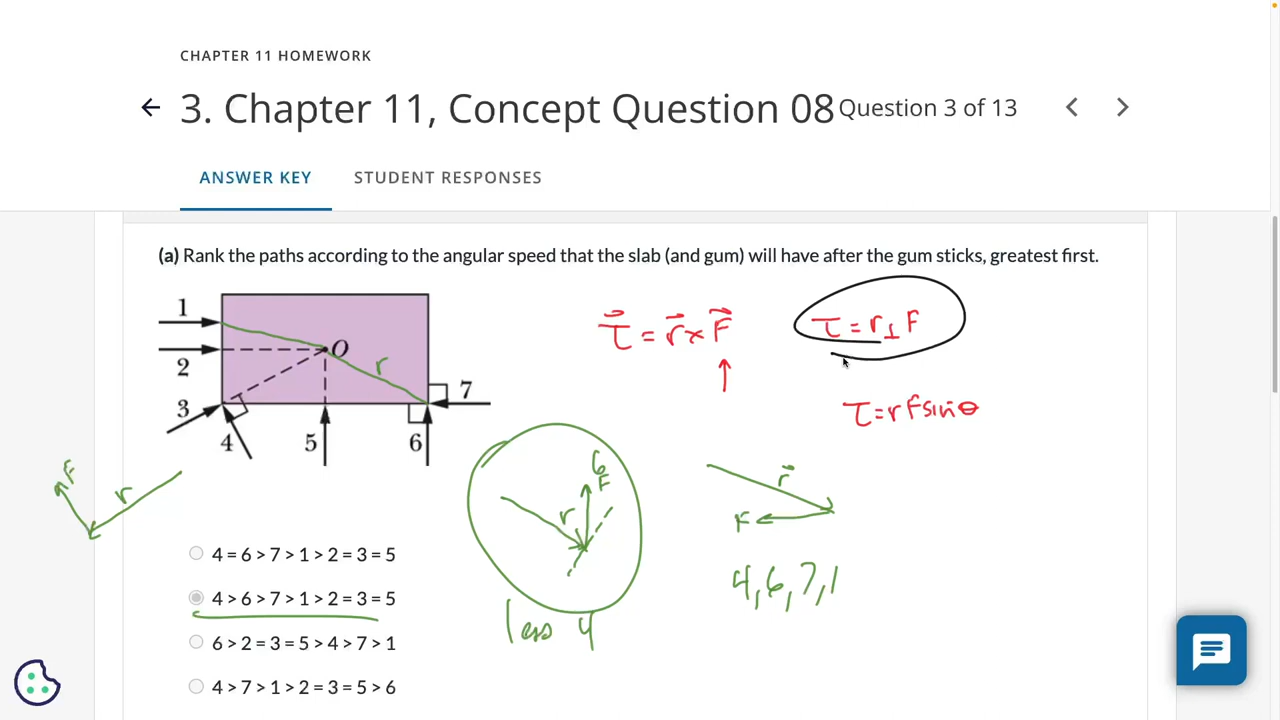 CHAPTER 11 HOMEWORK
3. Chapter 11, Concept Question 08 Question 3 of 13
ANSWER KEY STUDENT RESPONSES
(a) Rank the paths according to the angular speed that the slab (and gum) will have after the gum sticks, greatest first.
1
2
3
4
5
6
7
O
r
τ = r × F
τ = r⊥ F
τ = r F sin θ
F
r
6
F
r
less 4
r
F
4, 6, 7, 1
4 = 6 > 7 > 1 > 2 = 3 = 5
4 > 6 > 7 > 1 > 2 = 3 = 5
6 > 2 = 3 = 5 > 4 > 7 > 1
4 > 7 > 1 > 2 = 3 = 5 > 6